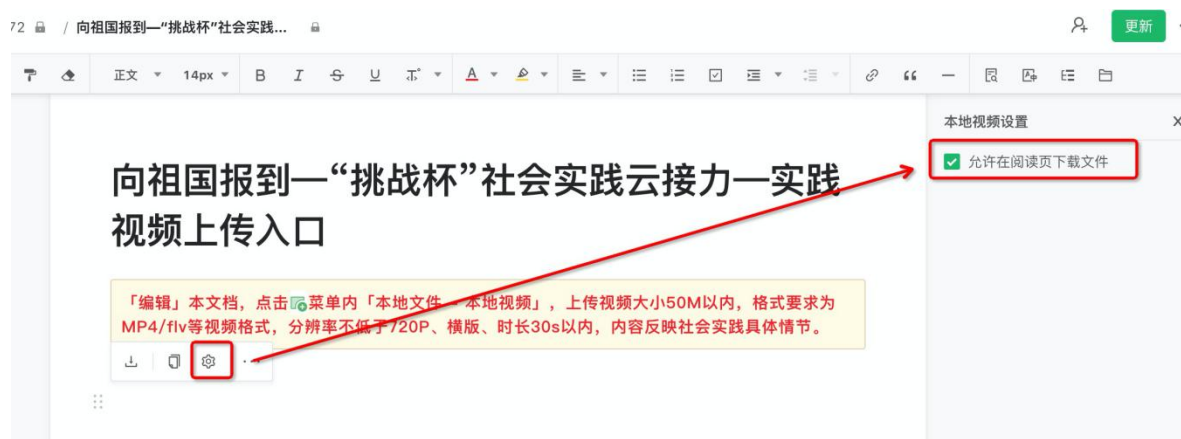 72 / 向祖国报到—“挑战杯”社会实践...
更新
正文 14px B I S U A
本地视频设置
允许在阅读页下载文件
向祖国报到—“挑战杯”社会实践云接力—实践
视频上传入口
「编辑」本文档，点击菜单内「本地文件 - 本地视频」，上传视频大小50M以内，格式要求为
MP4/flv等视频格式，分辨率不低于720P、横版、时长30s以内，内容反映社会实践具体情节。